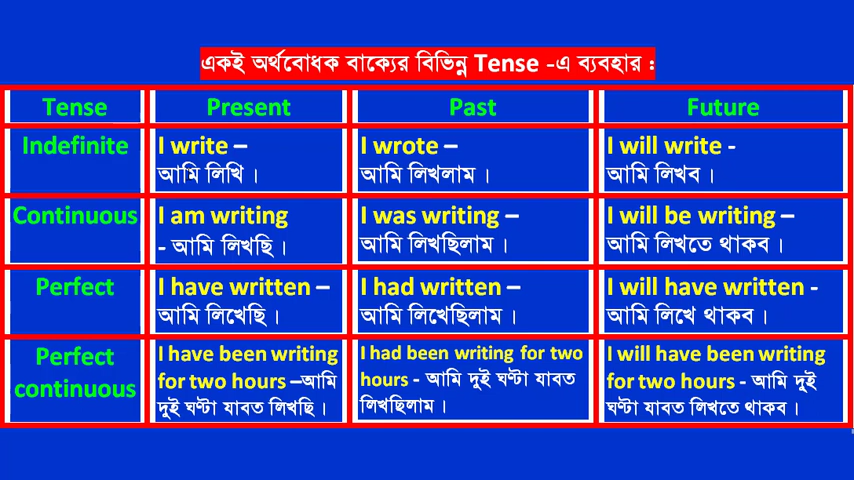 একই অর্থবোধক বাক্যের বিভিন্ন Tense -এ ব্যবহার :
Tense Present Past Future
Indefinite
I write –
আমি লিখি ।
I wrote –
আমি লিখলাম ।
I will write -
আমি লিখব ।
Continuous
I am writing
- আমি লিখছি ।
I was writing –
আমি লিখছিলাম ।
I will be writing –
আমি লিখতে থাকব ।
Perfect
I have written –
আমি লিখেছি ।
I had written –
আমি লিখেছিলাম ।
I will have written -
আমি লিখে থাকব ।
Perfect
continuous
I have been writing
for two hours –আমি
দুই ঘণ্টা যাবত লিখছি ।
I had been writing for two
hours - আমি দুই ঘণ্টা যাবত
লিখছিলাম ।
I will have been writing
for two hours - আমি দুই
ঘণ্টা যাবত লিখতে থাকব ।